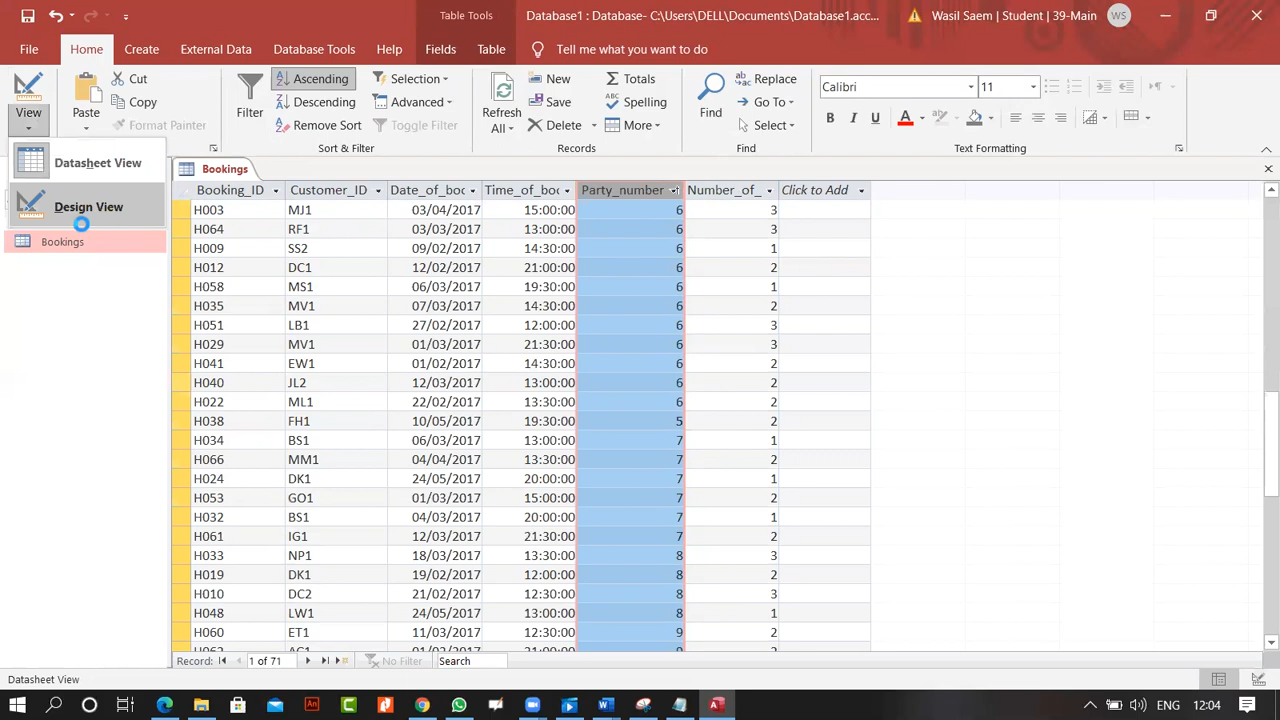 Table Tools
Database1 : Database- C:\Users\DELL\Documents\Database1.acc...
Wasil Saem | Student | 39-Main
WS
File Home Create External Data Database Tools Help Fields Table Tell me what you want to do
View
Paste
Cut
Copy
Format Painter
Filter
Ascending
Descending
Remove Sort
Selection
Advanced
Toggle Filter
Sort & Filter
Refresh
All
New
Save
Delete
Totals
Spelling
More
Records
Find
Replace
Go To
Select
Find
Calibri
11
B I U A
Text Formatting
Datasheet View
Design View
Bookings
Bookings
Booking_ID Customer_ID Date_of_boo Time_of_boo Party_number Number_of_ Click to Add
H003 MJ1 03/04/2017 15:00:00 6 3
H064 RF1 03/03/2017 13:00:00 6 3
H009 SS2 09/02/2017 14:30:00 6 1
H012 DC1 12/02/2017 21:00:00 6 2
H058 MS1 06/03/2017 19:30:00 6 1
H035 MV1 07/03/2017 14:30:00 6 2
H051 LB1 27/02/2017 12:00:00 6 3
H029 MV1 01/03/2017 21:30:00 6 3
H041 EW1 01/02/2017 14:30:00 6 2
H040 JL2 12/03/2017 13:00:00 6 2
H022 ML1 22/02/2017 13:30:00 6 2
H038 FH1 10/05/2017 19:30:00 5 2
H034 BS1 06/03/2017 13:00:00 7 1
H066 MM1 04/04/2017 13:30:00 7 2
H024 DK1 24/05/2017 20:00:00 7 1
H053 GO1 01/03/2017 15:00:00 7 2
H032 BS1 04/03/2017 20:00:00 7 1
H061 IG1 12/03/2017 21:30:00 7 2
H033 NP1 18/03/2017 13:30:00 8 3
H019 DK1 19/02/2017 12:00:00 8 2
H010 DC2 21/02/2017 12:30:00 8 3
H048 LW1 24/05/2017 13:00:00 8 1
H060 ET1 11/03/2017 12:30:00 9 2
Record: 1 of 71 No Filter Search
Datasheet View
ENG 12:04